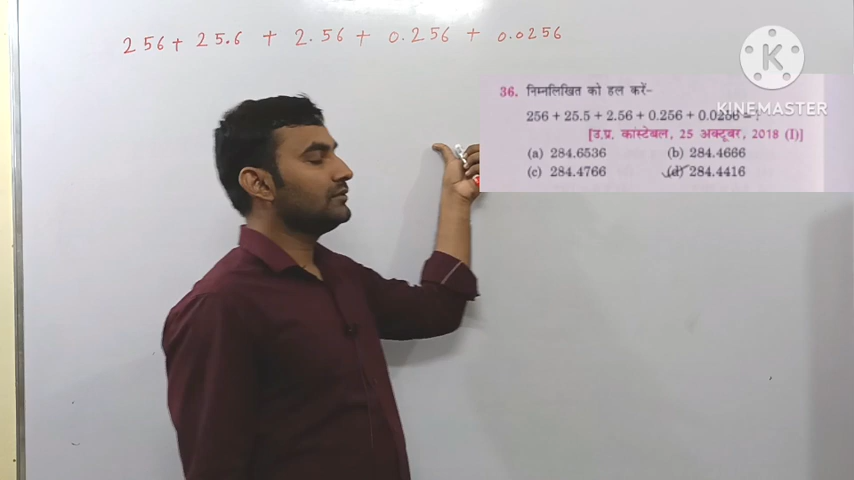 256 + 25.6 + 2.56 + 0.256 + 0.0256
36. निम्नलिखित को हल करें-
256 + 25.5 + 2.56 + 0.256 + 0.0256 = ?
[उ.प्र. कांस्टेबल, 25 अक्टूबर, 2018 (I)]
(a) 284.6536 (b) 284.4666
(c) 284.4766 (d) 284.4416
KINEMASTER